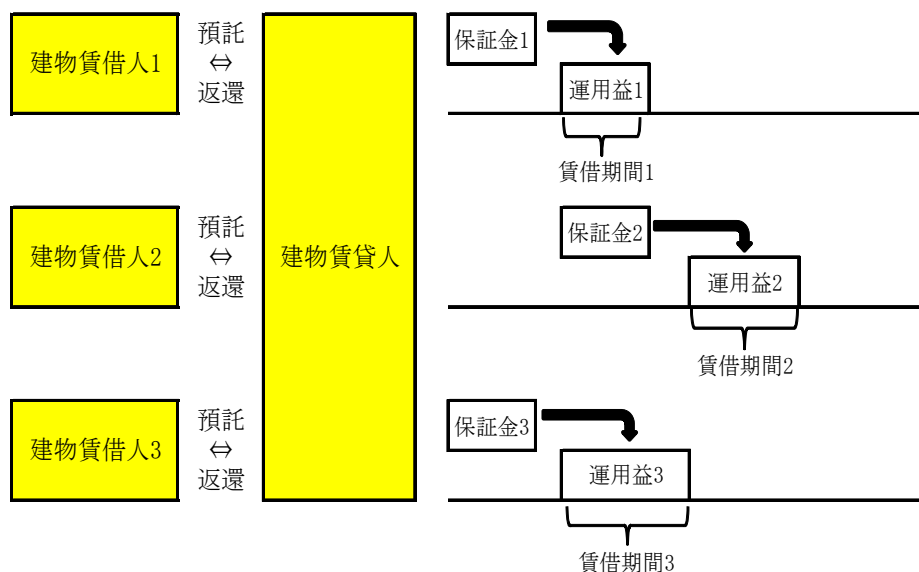 建物賃借人1
預託
⇔
返還
保証金1
運用益1
賃借期間1
建物賃借人2
預託
⇔
返還
建物賃貸人
保証金2
運用益2
賃借期間2
建物賃借人3
預託
⇔
返還
保証金3
運用益3
賃借期間3